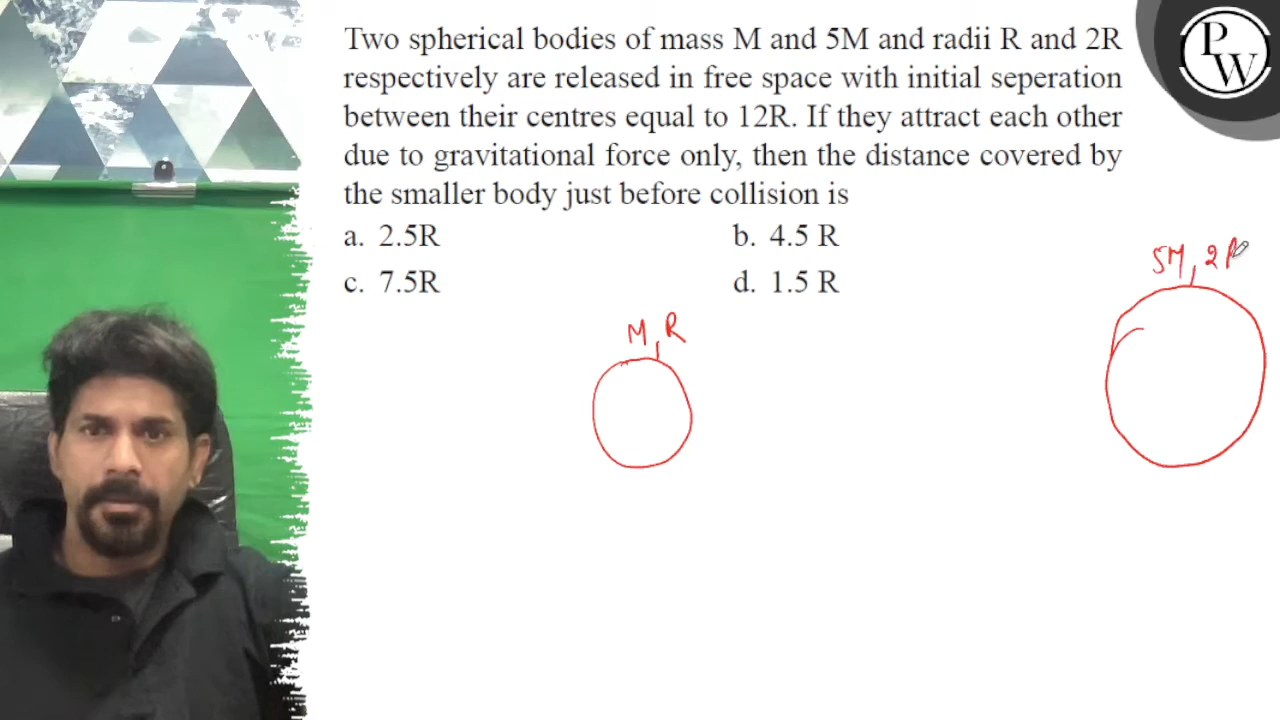 Two spherical bodies of mass M and 5M and radii R and 2R
respectively are released in free space with initial seperation
between their centres equal to 12R. If they attract each other
due to gravitational force only, then the distance covered by
the smaller body just before collision is
a. 2.5R b. 4.5 R
c. 7.5R d. 1.5 R
M, R
5M, 2R
PW